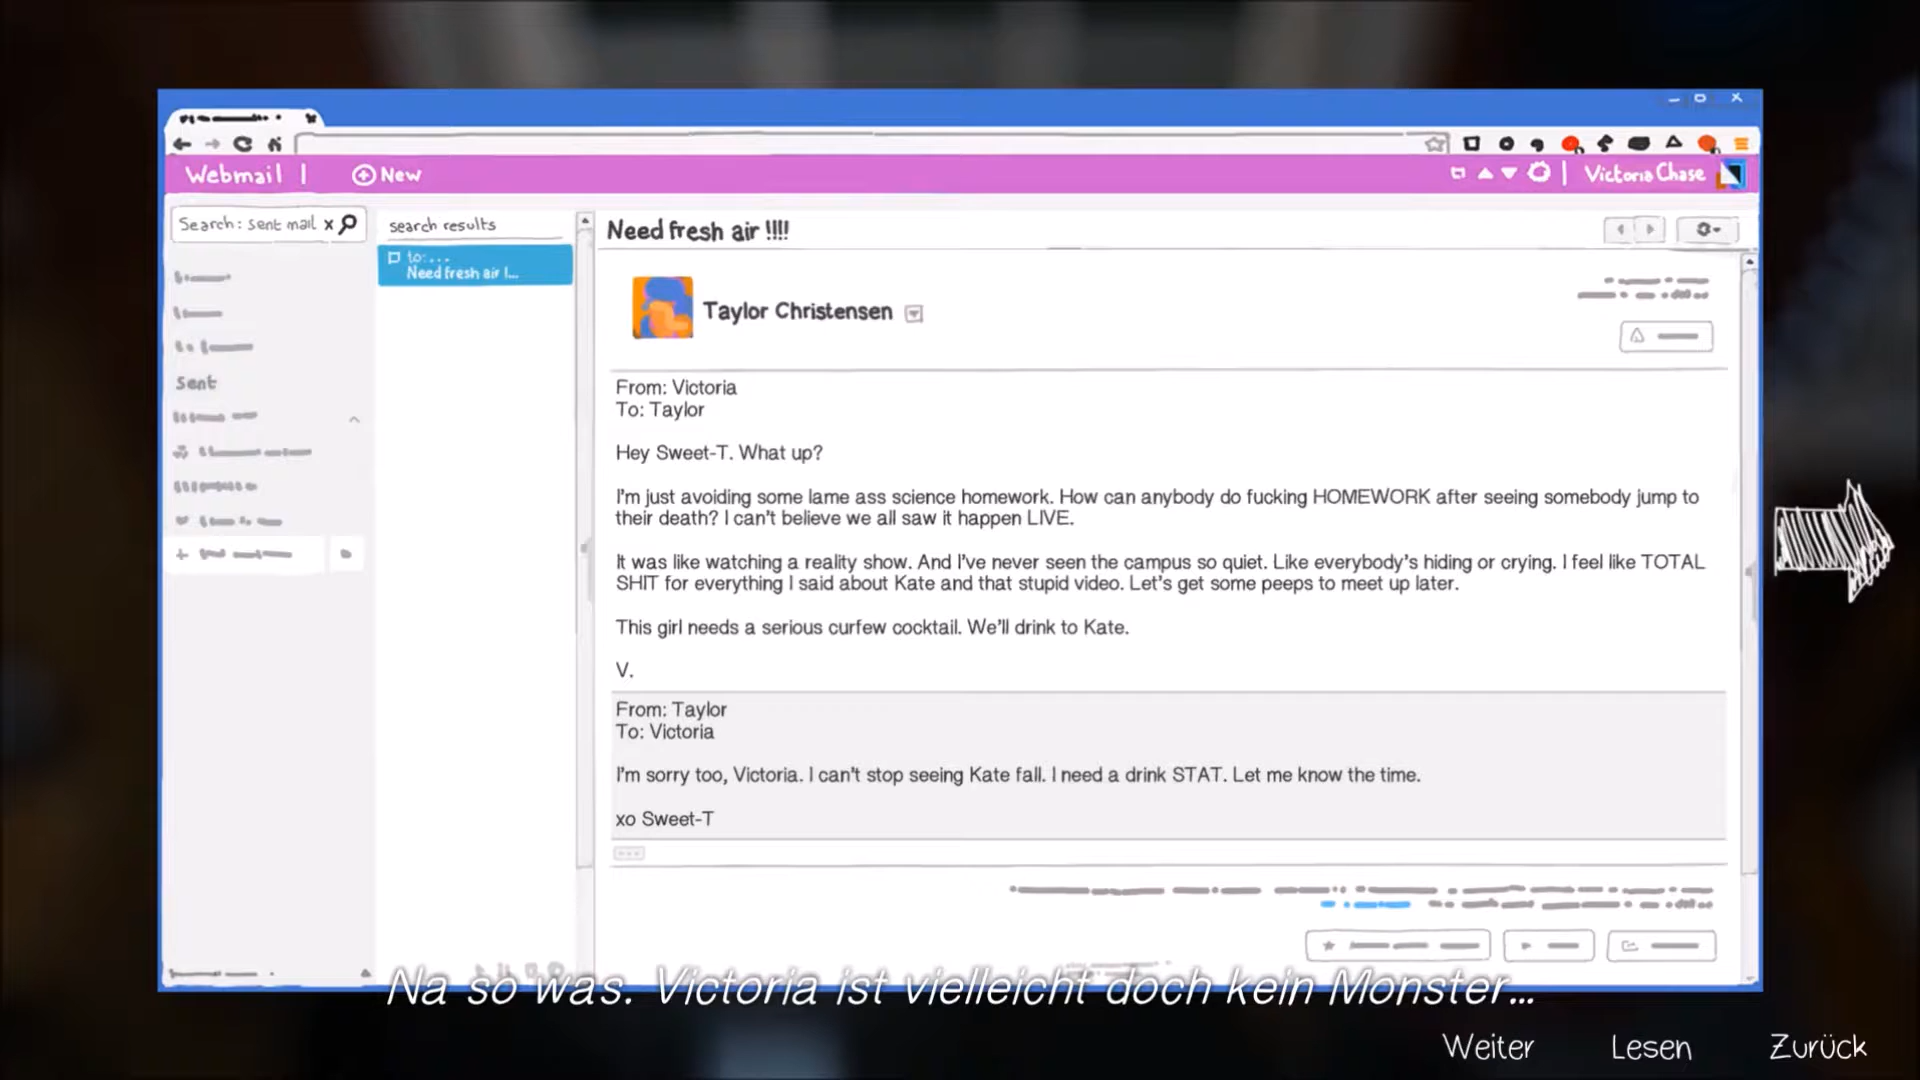 Webmail | New
Victoria Chase
Search: sent mail x
search results
to:...
Need fresh air !...
Sent
Need fresh air !!!!
Taylor Christensen
From: Victoria
To: Taylor
Hey Sweet-T. What up?
I'm just avoiding some lame ass science homework. How can anybody do fucking HOMEWORK after seeing somebody jump to
their death? I can't believe we all saw it happen LIVE.
It was like watching a reality show. And I've never seen the campus so quiet. Like everybody's hiding or crying. I feel like TOTAL
SHIT for everything I said about Kate and that stupid video. Let's get some peeps to meet up later.
This girl needs a serious curfew cocktail. We'll drink to Kate.
V.
From: Taylor
To: Victoria
I'm sorry too, Victoria. I can't stop seeing Kate fall. I need a drink STAT. Let me know the time.
xo Sweet-T
Na so was. Victoria ist vielleicht doch kein Monster...
Weiter
Lesen
Zurück